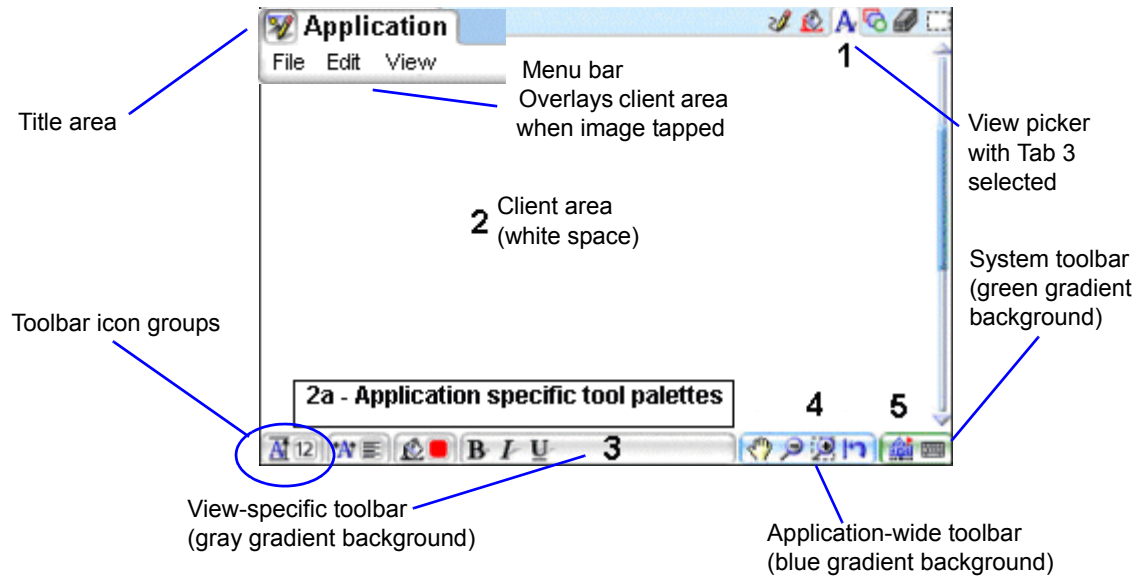 Application
File Edit View
1
Menu bar
Overlays client area
when image tapped
Title area
View picker
with Tab 3
selected
2
Client area
(white space)
System toolbar
(green gradient
background)
Toolbar icon groups
2a - Application specific tool palettes
4 5
12 B I U 3
View-specific toolbar
(gray gradient background)
Application-wide toolbar
(blue gradient background)